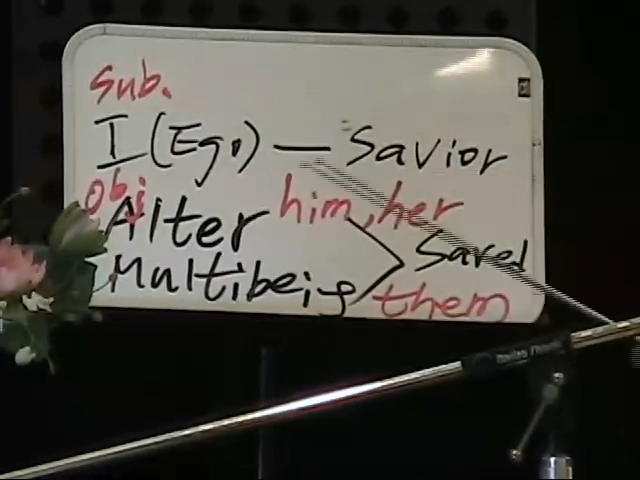 Sub.
I (Ego) — Savior
Obj
Alter him, her
Saved
Multibeing them